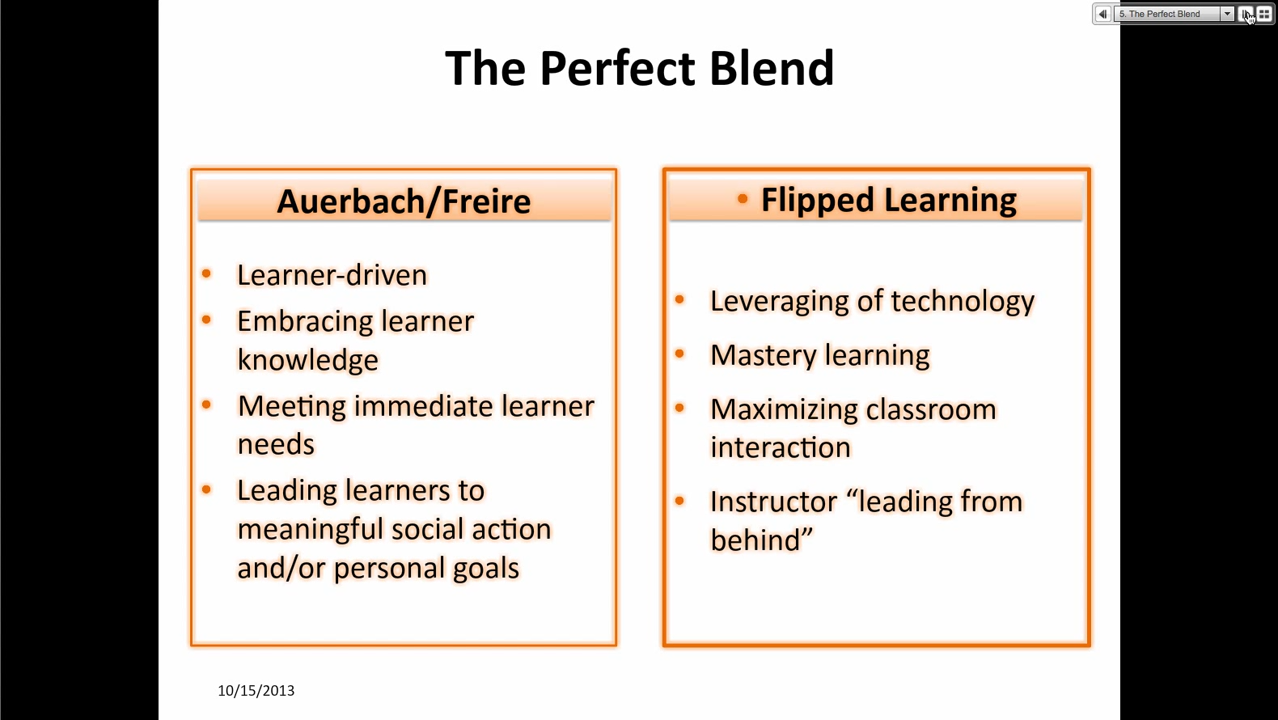 5. The Perfect Blend
The Perfect Blend
Auerbach/Freire
• Learner-driven
• Embracing learner
knowledge
• Meeting immediate learner
needs
• Leading learners to
meaningful social action
and/or personal goals
• Flipped Learning
• Leveraging of technology
• Mastery learning
• Maximizing classroom
interaction
• Instructor “leading from
behind”
10/15/2013